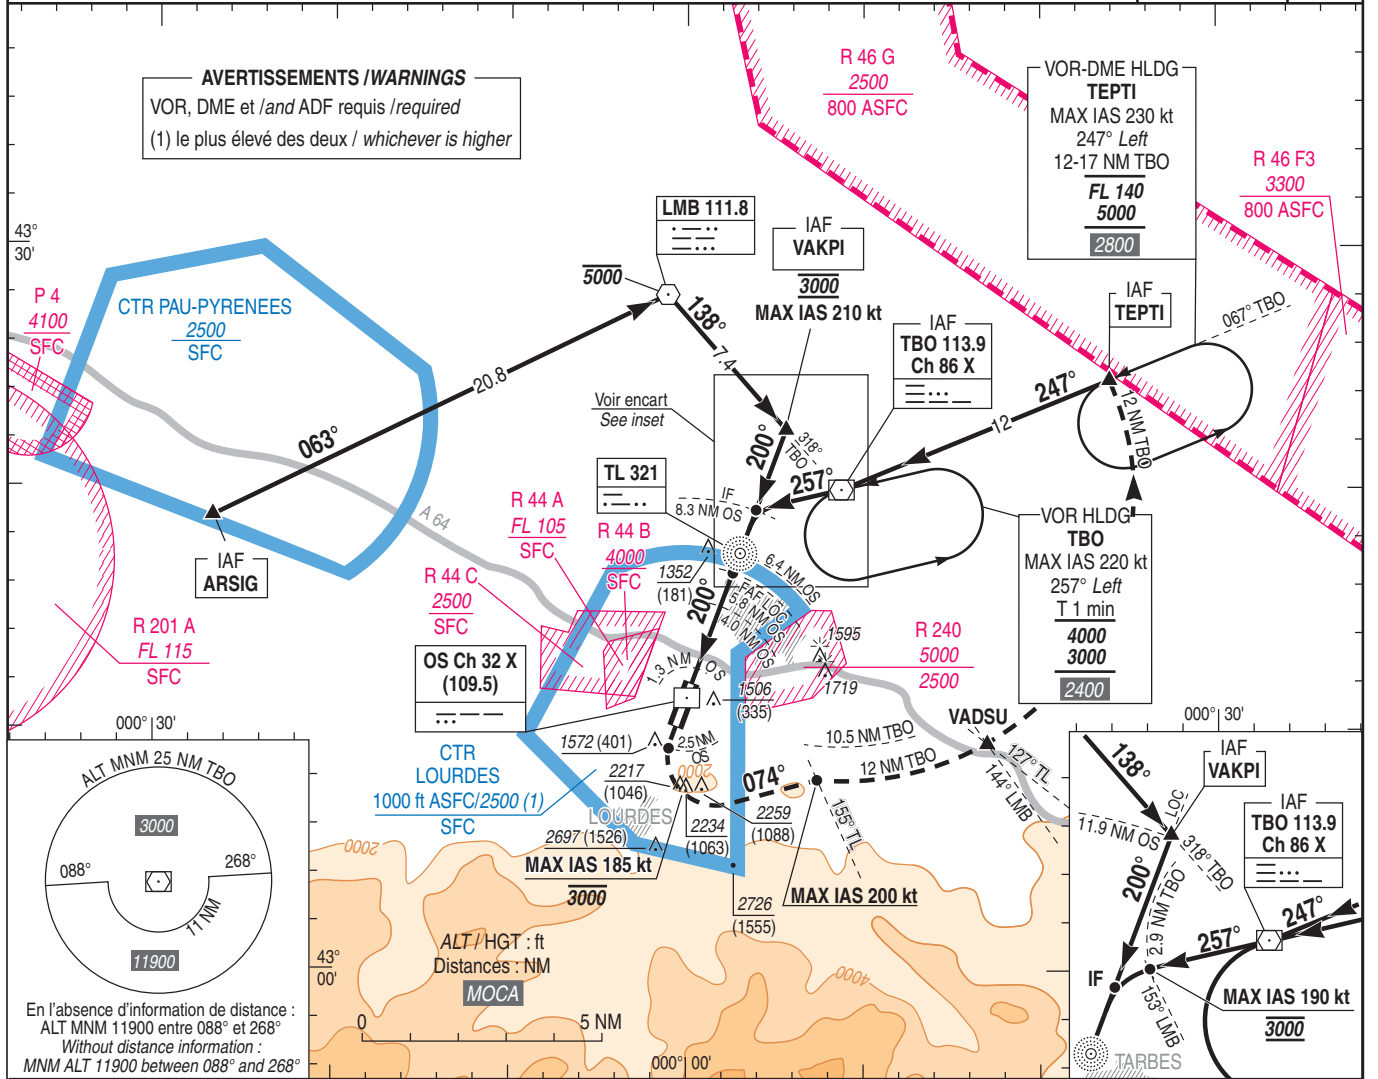 AVERTISSEMENTS /WARNINGS
VOR, DME et /and ADF requis /required
(1) le plus élevé des deux / whichever is higher
R 46 G
2500
800 ASFC
VOR-DME HLDG
TEPTI
MAX IAS 230 kt
247° Left
12-17 NM TBO
FL 140
5000
2800
R 46 F3
3300
800 ASFC
43°
30'
P 4
4100
SFC
CTR PAU-PYRENEES
2500
SFC
LMB 111.8
5000
IAF
VAKPI
3000
MAX IAS 210 kt
138°
7.4
IAF
TBO 113.9
Ch 86 X
IAF
TEPTI
067° TBO
247°
12
12 NM TBO
20.8
063°
Voir encart
See inset
200°
318°
TBO
257°
TL 321
IF
8.3 NM OS
A 64
IAF
ARSIG
R 44 A
FL 105
SFC
R 44 B
4000
SFC
R 44 C
2500
SFC
1352
(181)
6.4 NM OS
FAF LOC
5.8 NM OS
4.0 NM OS
200°
VOR HLDG
TBO
MAX IAS 220 kt
257° Left
T 1 min
4000
3000
2400
R 201 A
FL 115
SFC
R 240
5000
2500
1595
1719
OS Ch 32 X
(109.5)
1.3 NM OS
1506
(335)
000° 30'
VADSU
10.5 NM TBO
12 NM TBO
127° TL
144° LMB
155° TL
074°
1572 (401)
2.5 NM
OS
2000
2217
(1046)
CTR
LOURDES
1000 ft ASFC/2500 (1)
SFC
LOURDES
2259
(1088)
2234
(1063)
2697 (1526)
MAX IAS 185 kt
3000
MAX IAS 200 kt
2726
(1555)
2000
4000
ALT / HGT : ft
Distances : NM
MOCA
0
5 NM
43°
00'
000° 00'
ALT MNM 25 NM TBO
3000
088°
268°
11 NM
11900
En l'absence d'information de distance :
ALT MNM 11900 entre 088° et 268°
Without distance information :
MNM ALT 11900 between 088° and 268°
000° 30'
138°
IAF
VAKPI
LOC
11.9 NM OS
318° TBO
200°
2.9 NM TBO
IAF
TBO 113.9
Ch 86 X
247°
257°
IF
153° LMB
MAX IAS 190 kt
3000
TARBES